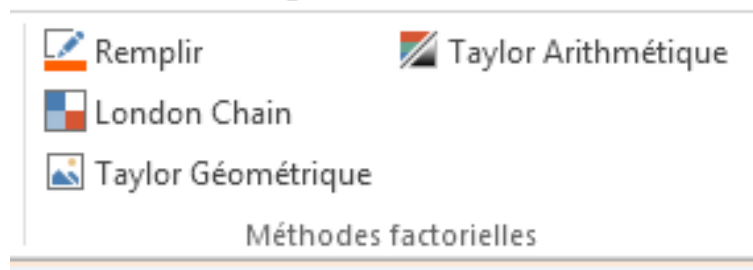 Remplir
London Chain
Taylor Géométrique
Taylor Arithmétique
Méthodes factorielles